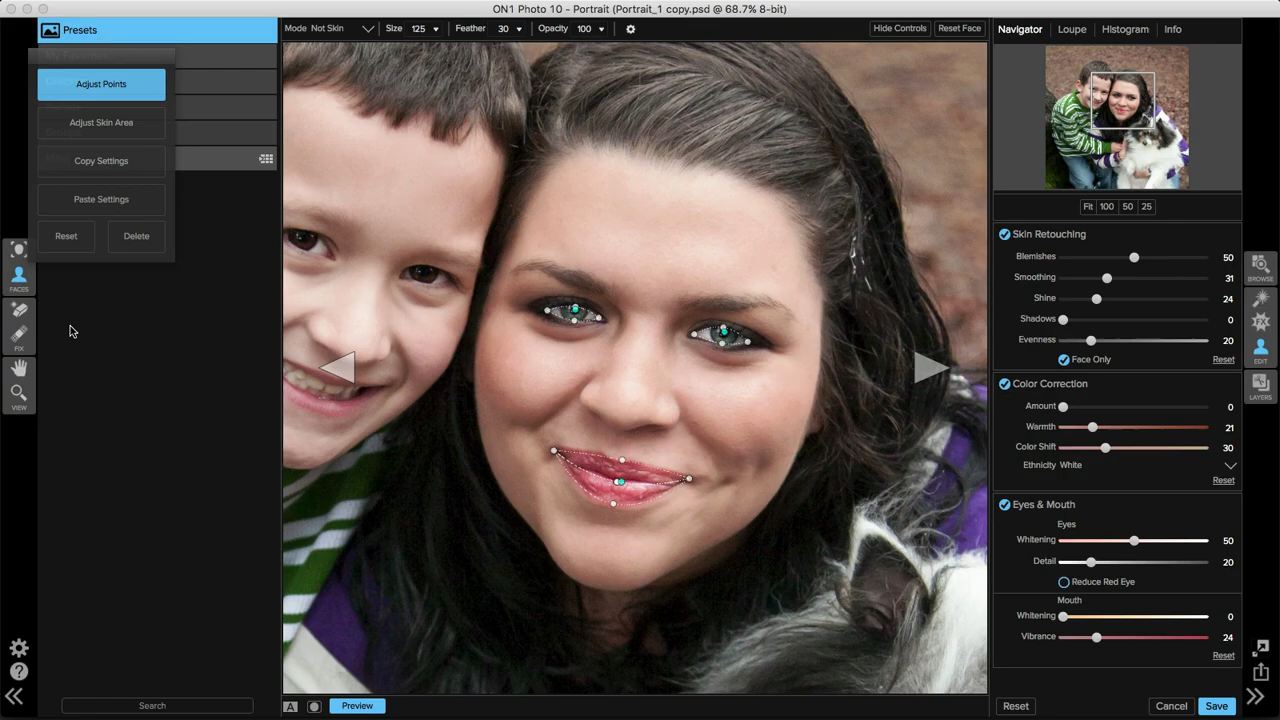 ON1 Photo 10 - Portrait (Portrait_1 copy.psd @ 68.7% 8-bit)
Presets
Mode Not Skin Size 125 Feather 30 Opacity 100 Hide Controls Reset Face
Navigator Loupe Histogram Info
Adjust Points
Adjust Skin Area
Copy Settings
Paste Settings
Reset Delete
FACES
FIX
VIEW
Fit 100 50 25
Skin Retouching
Blemishes 50
Smoothing 31
Shine 24
Shadows 0
Evenness 20
Face Only Reset
Color Correction
Amount 0
Warmth 21
Color Shift 30
Ethnicity White
Reset
Eyes & Mouth
Eyes
Whitening 50
Detail 20
Reduce Red Eye
Mouth
Whitening 0
Vibrance 24
Reset
BROWSE
FX
EDIT
LAYERS
Search
A Preview
Reset Cancel Save